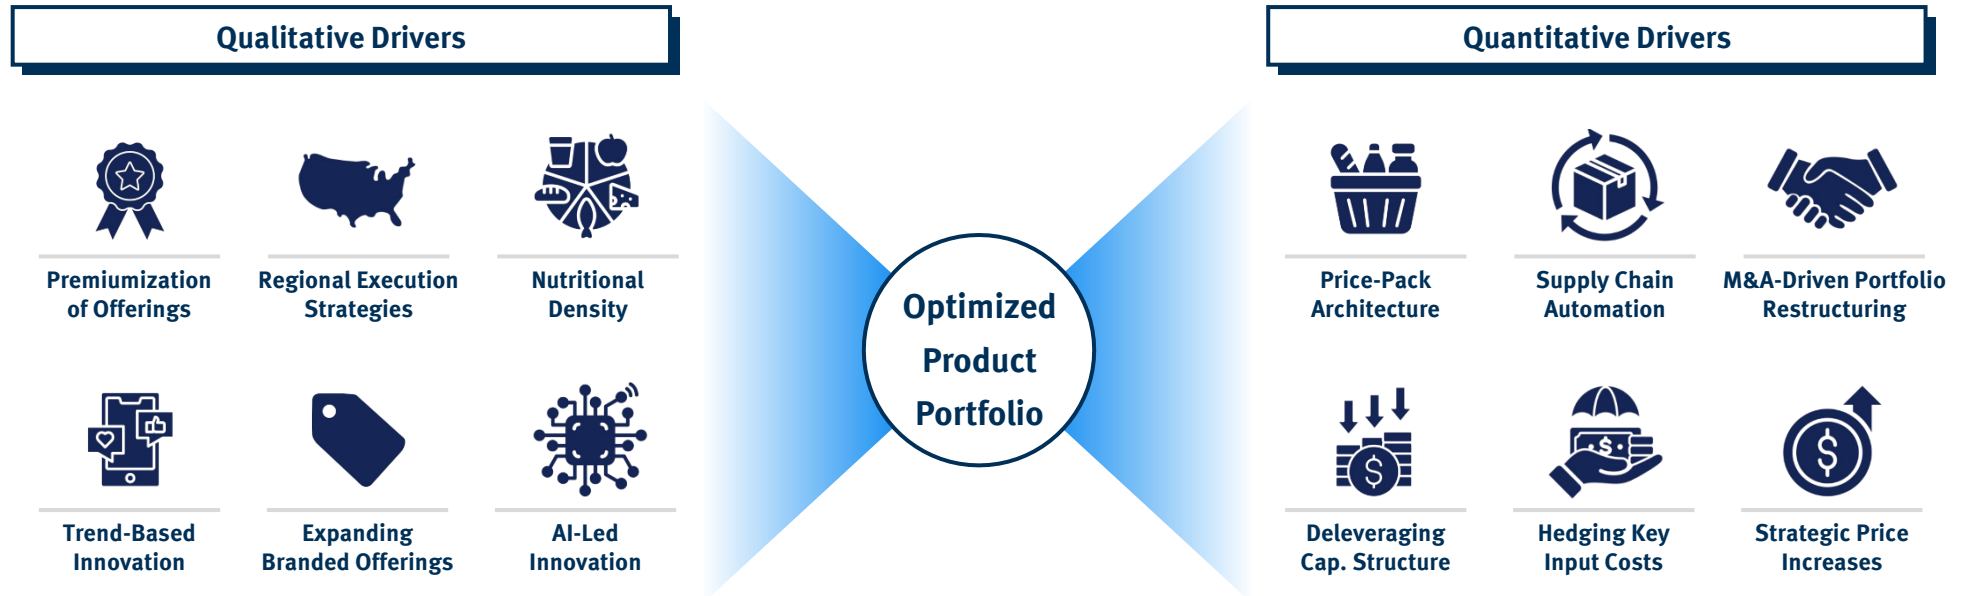 Qualitative Drivers
Premiumization
of Offerings
Regional Execution
Strategies
Nutritional
Density
Trend-Based
Innovation
Expanding
Branded Offerings
AI-Led
Innovation
Optimized
Product
Portfolio
Quantitative Drivers
Price-Pack
Architecture
Supply Chain
Automation
M&A-Driven Portfolio
Restructuring
Deleveraging
Cap. Structure
Hedging Key
Input Costs
Strategic Price
Increases